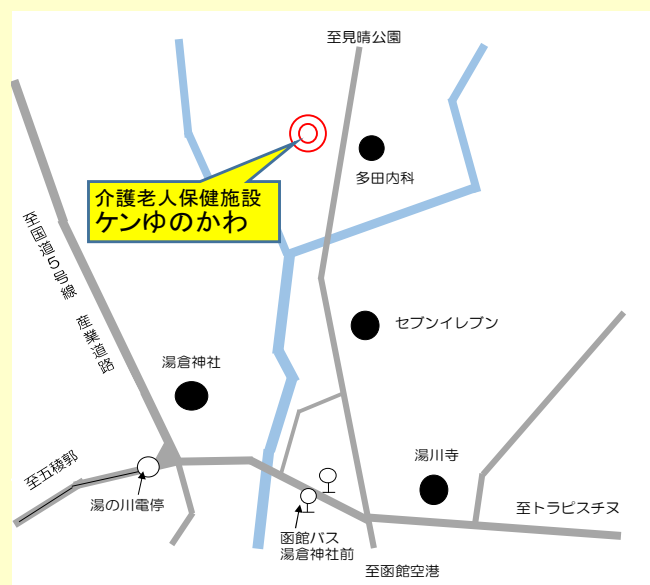 至見晴公園
多田内科
介護老人保健施設
ケンゆのかわ
至国道5号線　産業道路
セブンイレブン
湯倉神社
湯川寺
至五稜郭
湯の川電停
至トラピスチヌ
函館バス
湯倉神社前
至函館空港